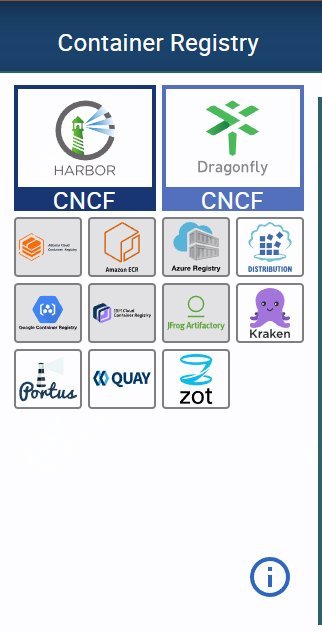 Container Registry
HARBOR
Dragonfly
CNCF
CNCF
Alibaba Cloud
Container Registry
Amazon ECR
Azure Registry
DISTRIBUTION
Google Container Registry
IBM Cloud
Container Registry
JFrog Artifactory
Kraken
Portus
QUAY
zot